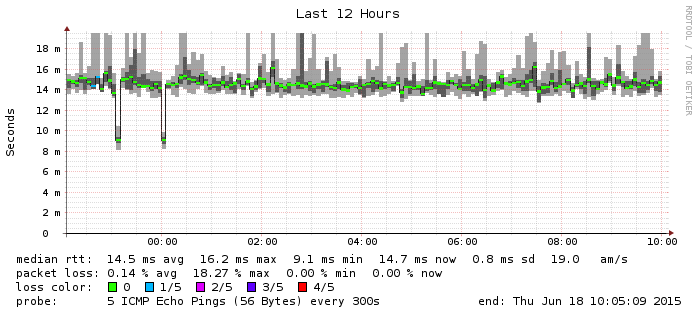 Last 12 Hours
RRDTOOL / TOBI OETIKER
Seconds
18 m
16 m
14 m
12 m
10 m
8 m
6 m
4 m
2 m
0
00:00 02:00 04:00 06:00 08:00 10:00
median rtt: 14.5 ms avg 16.2 ms max 9.1 ms min 14.7 ms now 0.8 ms sd 19.0 am/s
packet loss: 0.14 % avg 18.27 % max 0.00 % min 0.00 % now
loss color: 0 1/5 2/5 3/5 4/5
probe: 5 ICMP Echo Pings (56 Bytes) every 300s end: Thu Jun 18 10:05:09 2015